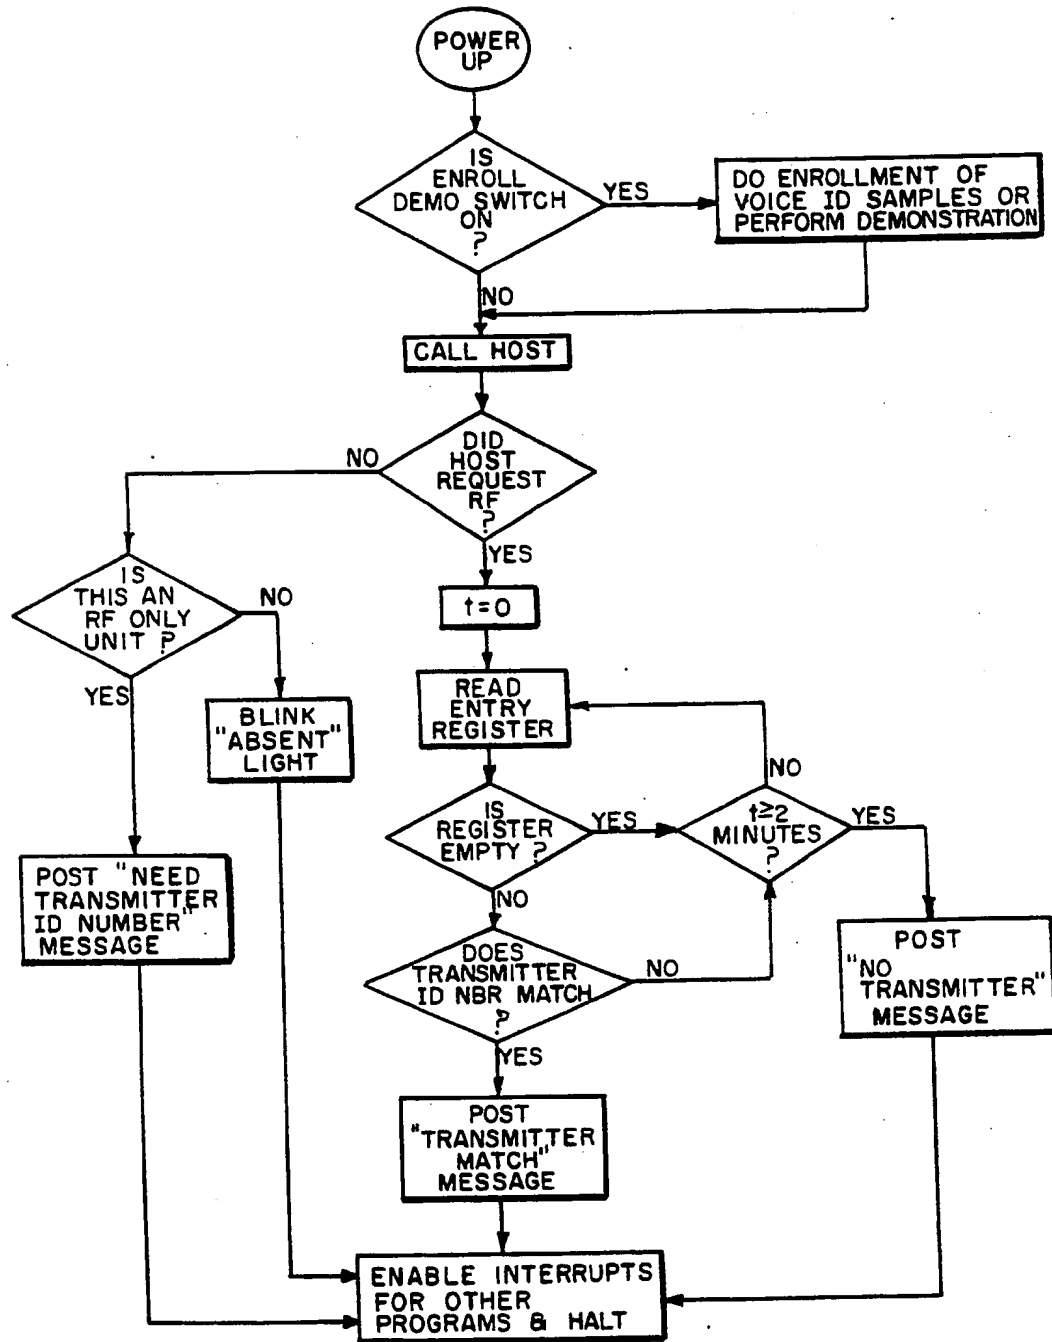 POWER
UP
IS
ENROLL
DEMO SWITCH
ON
?
YES
DO ENROLLMENT OF
VOICE ID SAMPLES OR
PERFORM DEMONSTRATION
NO
CALL HOST
DID
HOST
REQUEST
RF
?
NO
YES
IS
THIS AN
RF ONLY
UNIT ?
NO
YES
t=0
READ
ENTRY
REGISTER
BLINK
"ABSENT"
LIGHT
NO
IS
REGISTER
EMPTY ?
YES
t≥2
MINUTES
?
YES
NO
POST "NEED
TRANSMITTER
ID NUMBER"
MESSAGE
DOES
TRANSMITTER
ID NBR MATCH
?
NO
YES
POST
"NO
TRANSMITTER"
MESSAGE
POST
"TRANSMITTER
MATCH"
MESSAGE
ENABLE INTERRUPTS
FOR OTHER
PROGRAMS & HALT